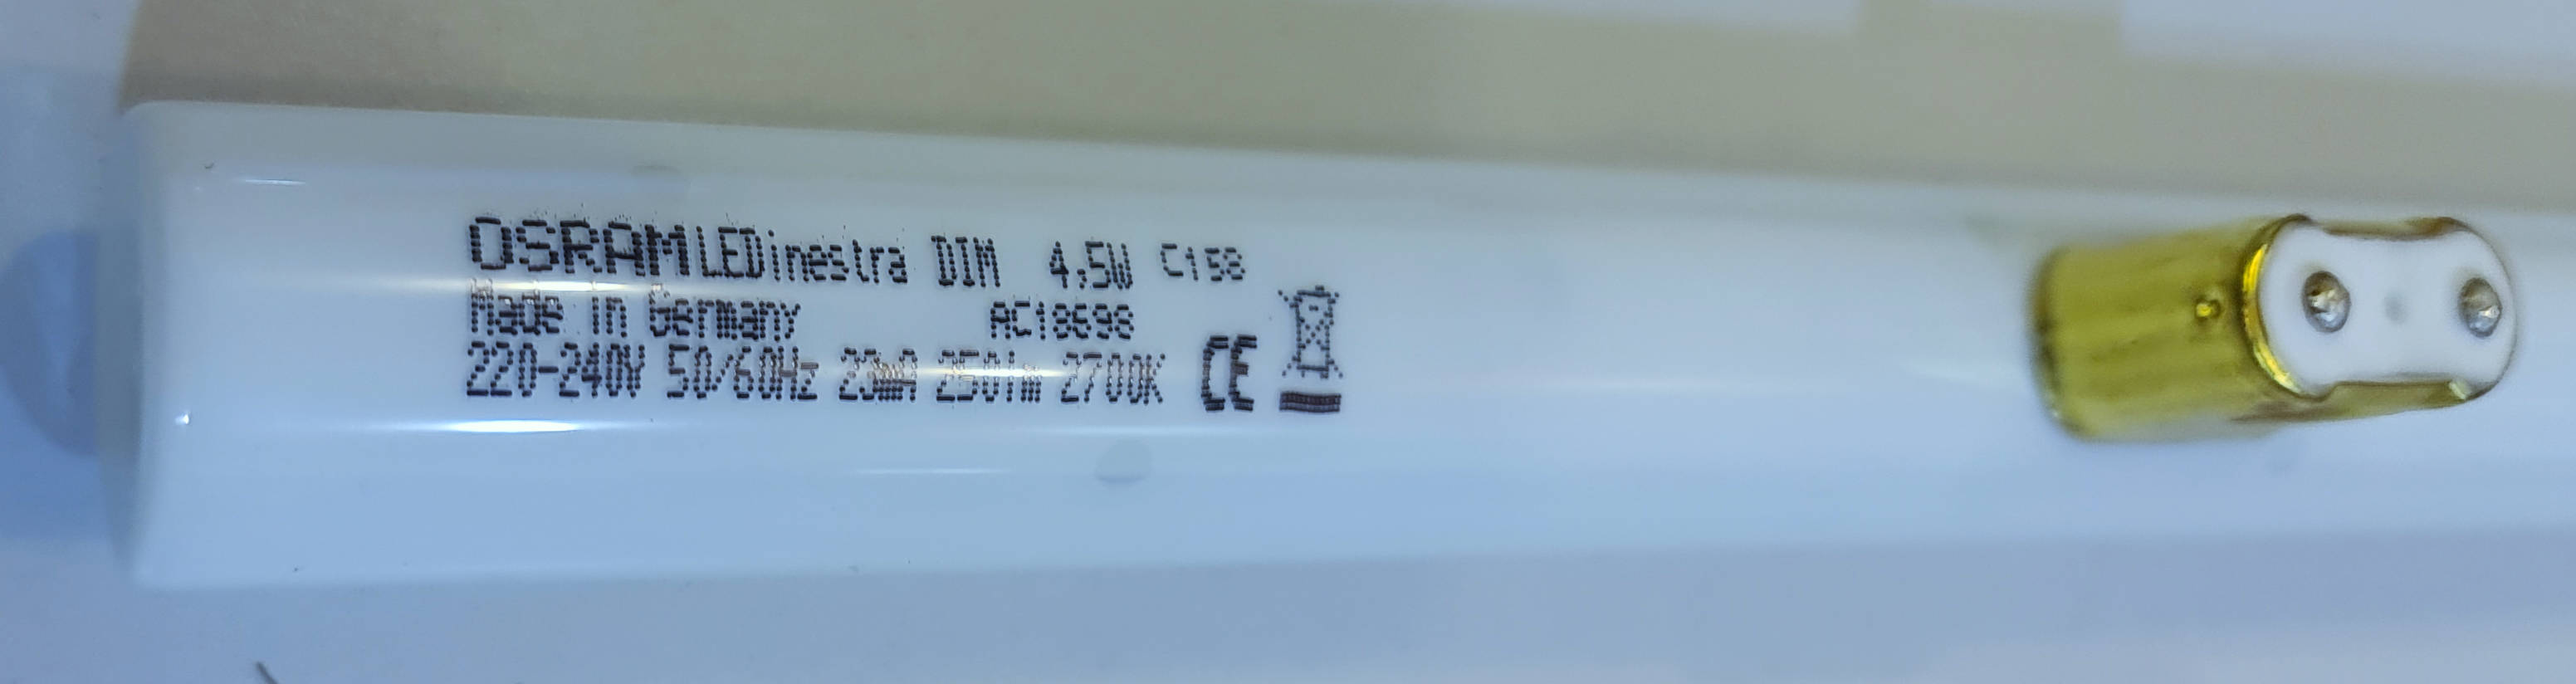 OSRAM LEDinestra DIM 4,5W C158
Made in Germany AC18698
220-240V 50/60Hz 23mA 250lm 2700K CE